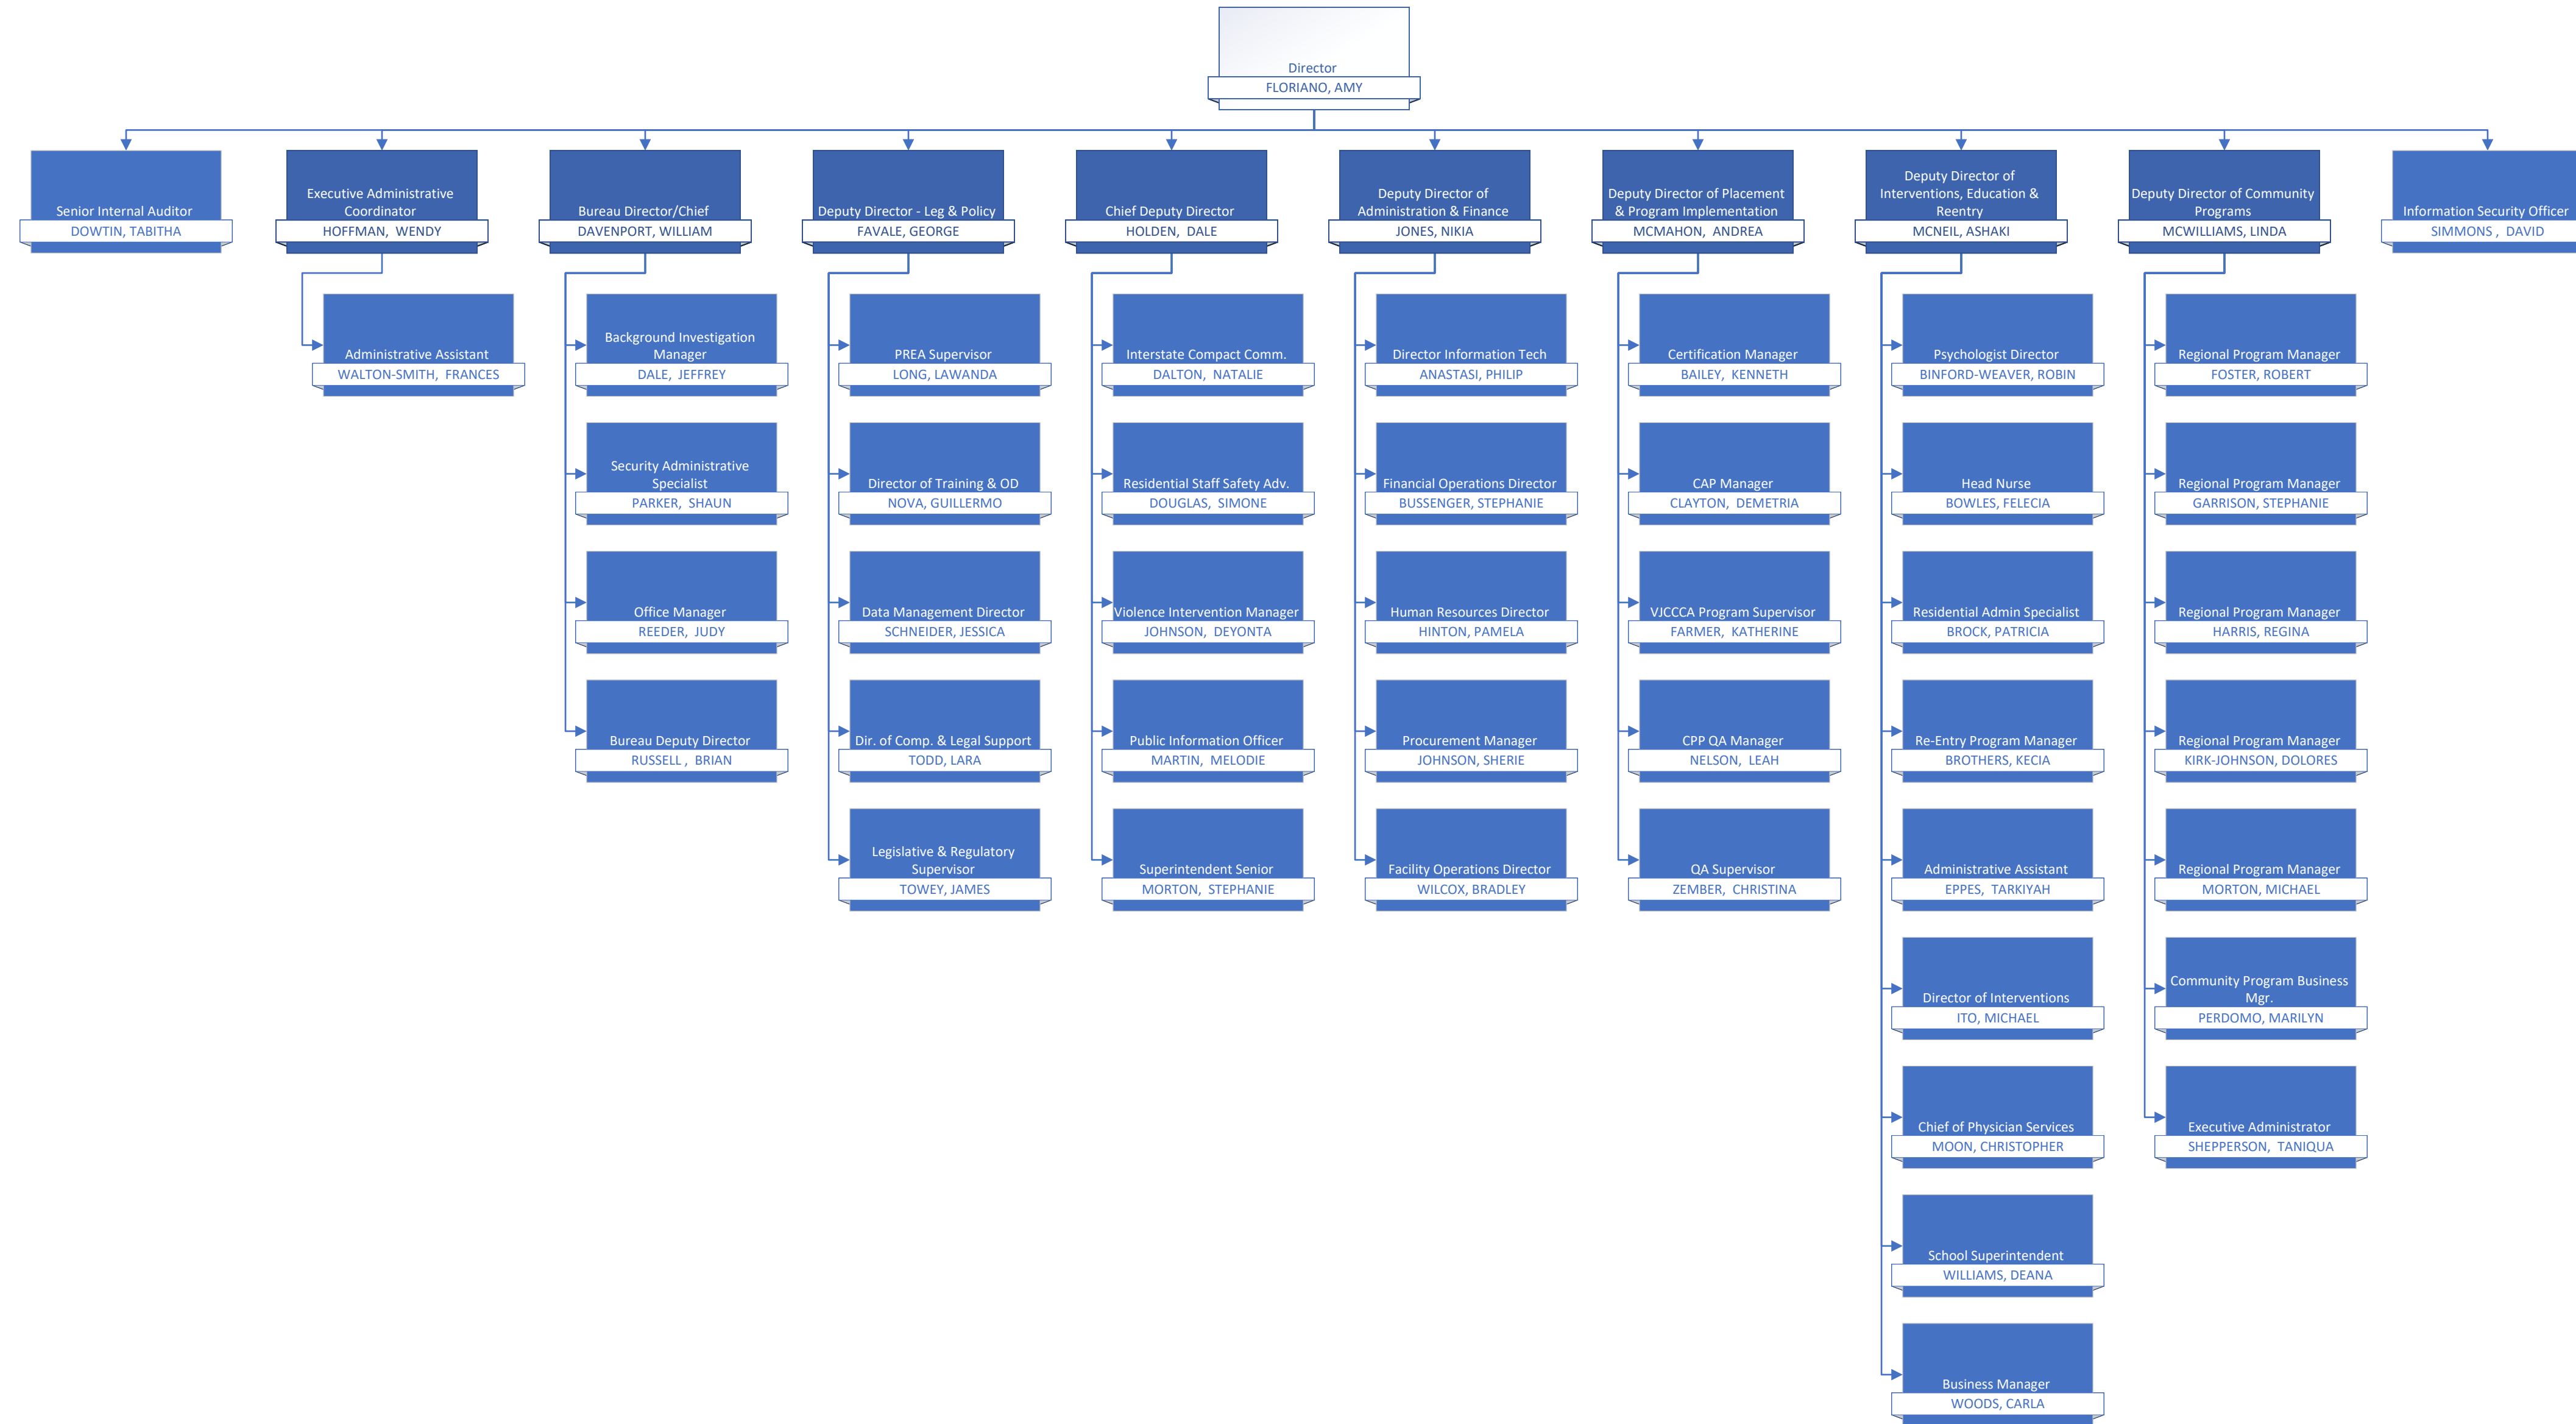 Director
FLORIANO, AMY
Senior Internal Auditor
DOWTIN, TABITHA
Executive Administrative
Coordinator
HOFFMAN,  WENDY
Bureau Director/Chief
DAVENPORT, WILLIAM
Deputy Director - Leg & Policy
FAVALE, GEORGE
Chief Deputy Director
HOLDEN,  DALE
Deputy Director of
Administration & Finance
JONES, NIKIA
Deputy Director of Placement
& Program Implementation
MCMAHON,  ANDREA
Deputy Director of
Interventions, Education &
Reentry
MCNEIL, ASHAKI
Deputy Director of Community
Programs
MCWILLIAMS, LINDA
Information Security Officer
SIMMONS ,  DAVID
Administrative Assistant
WALTON-SMITH,  FRANCES
Background Investigation
Manager
DALE,  JEFFREY
Security Administrative
Specialist
PARKER,  SHAUN
Office Manager
REEDER,  JUDY
Bureau Deputy Director
RUSSELL ,  BRIAN
PREA Supervisor
LONG, LAWANDA
Director of Training & OD
NOVA, GUILLERMO
Data Management Director
SCHNEIDER, JESSICA
Dir. of Comp. & Legal Support
TODD, LARA
Legislative & Regulatory
Supervisor
TOWEY, JAMES
Interstate Compact Comm.
DALTON,  NATALIE
Residential Staff Safety Adv.
DOUGLAS,  SIMONE
Violence Intervention Manager
JOHNSON,  DEYONTA
Public Information Officer
MARTIN,  MELODIE
Superintendent Senior
MORTON,  STEPHANIE
Director Information Tech
ANASTASI, PHILIP
Financial Operations Director
BUSSENGER, STEPHANIE
Human Resources Director
HINTON, PAMELA
Procurement Manager
JOHNSON, SHERIE
Facility Operations Director
WILCOX, BRADLEY
Certification Manager
BAILEY,  KENNETH
CAP Manager
CLAYTON,  DEMETRIA
VJCCCA Program Supervisor
FARMER,  KATHERINE
CPP QA Manager
NELSON,  LEAH
QA Supervisor
ZEMBER,  CHRISTINA
Psychologist Director
BINFORD-WEAVER, ROBIN
Head Nurse
BOWLES, FELECIA
Residential Admin Specialist
BROCK, PATRICIA
Re-Entry Program Manager
BROTHERS, KECIA
Administrative Assistant
EPPES, TARKIYAH
Director of Interventions
ITO, MICHAEL
Chief of Physician Services
MOON, CHRISTOPHER
School Superintendent
WILLIAMS, DEANA
Business Manager
WOODS, CARLA
Regional Program Manager
FOSTER, ROBERT
Regional Program Manager
GARRISON, STEPHANIE
Regional Program Manager
HARRIS, REGINA
Regional Program Manager
KIRK-JOHNSON, DOLORES
Regional Program Manager
MORTON, MICHAEL
Community Program Business
Mgr.
PERDOMO, MARILYN
Executive Administrator
SHEPPERSON,  TANIQUA